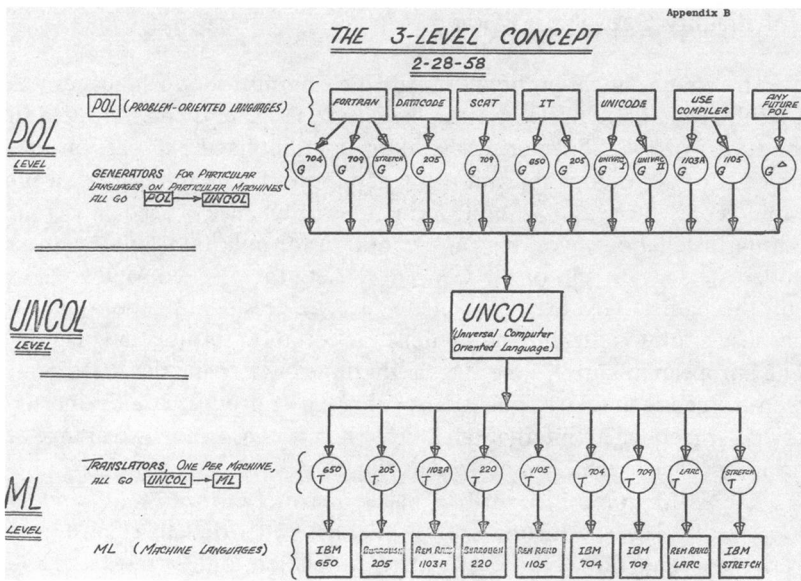 Appendix B
THE 3-LEVEL CONCEPT
2-28-58
POL (PROBLEM-ORIENTED LANGUAGES)
FORTRAN DATACODE SCAT IT UNICODE USE COMPILER ANY FUTURE POL
POL
LEVEL
G 704 G 709 G STRETCH G 205 G 709 G 650 G 205 G UNIVAC I G UNIVAC II G 1103A G 1105 G Δ
GENERATORS FOR PARTICULAR
LANGUAGES ON PARTICULAR MACHINES
ALL GO POL → UNCOL
UNCOL
LEVEL
UNCOL
(Universal Computer
Oriented Language)
TRANSLATORS, ONE PER MACHINE,
ALL GO UNCOL → ML
T 650 T 205 T 1103A T 220 T 1105 T 704 T 709 T LARC T STRETCH
ML
LEVEL
ML (MACHINE LANGUAGES)
IBM 650 BURROUGHS 205 REM RAND 1103A BURROUGHS 220 REM RAND 1105 IBM 704 IBM 709 REM RAND LARC IBM STRETCH